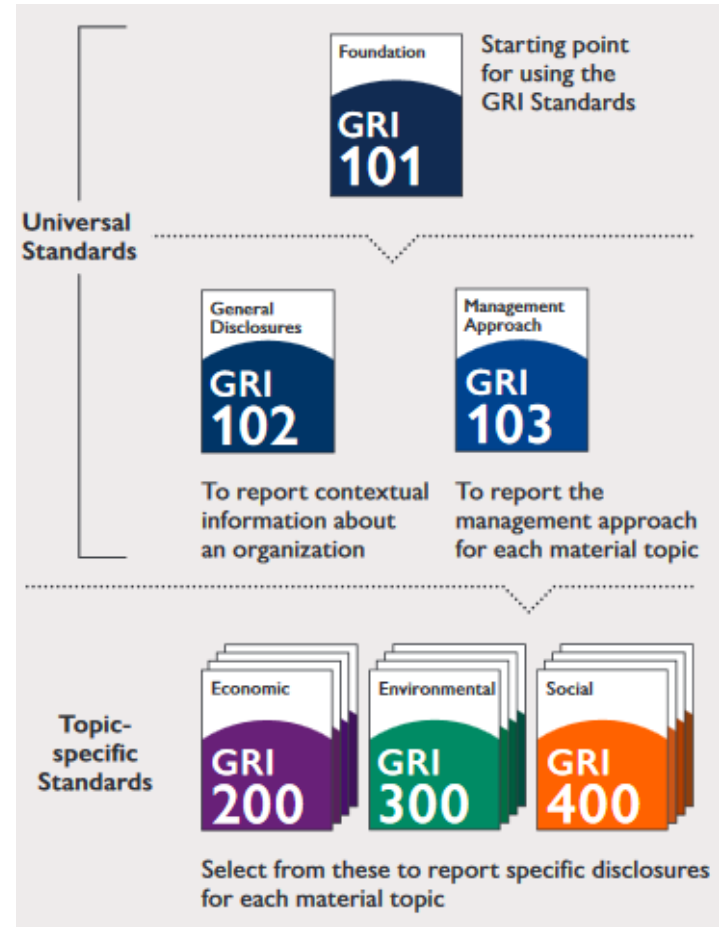 Foundation
GRI
101
Starting point
for using the
GRI Standards
Universal
Standards
General
Disclosures
GRI
102
Management
Approach
GRI
103
To report contextual
information about
an organization
To report the
management approach
for each material topic
Topic-
specific
Standards
Economic
GRI
200
Environmental
GRI
300
Social
GRI
400
Select from these to report specific disclosures
for each material topic